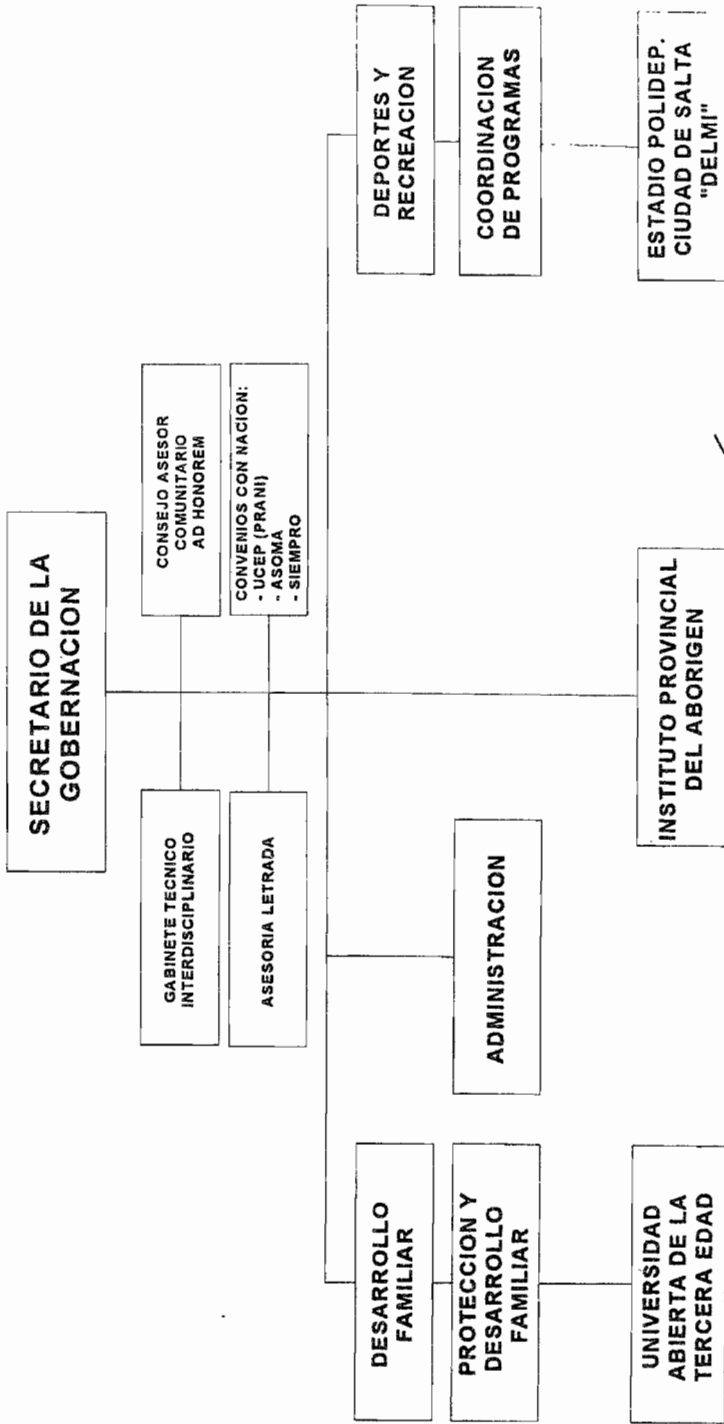 SECRETARIO DE LA
GOBERNACION
GABINETE TECNICO
INTERDISCIPLINARIO
CONSEJO ASESOR
COMUNITARIO
AD HONOREM
ASESORIA LETRADA
CONVENIOS CON NACION:
- UCEP (PRANI)
- ASOMA
- SIEMPRO
DESARROLLO
FAMILIAR
PROTECCION Y
DESARROLLO
FAMILIAR
UNIVERSIDAD
ABIERTA DE LA
TERCERA EDAD
ADMINISTRACION
INSTITUTO PROVINCIAL
DEL ABORIGEN
DEPORTES Y
RECREACION
COORDINACION
DE PROGRAMAS
ESTADIO POLIDEP.
CIUDAD DE SALTA
"DELMI"